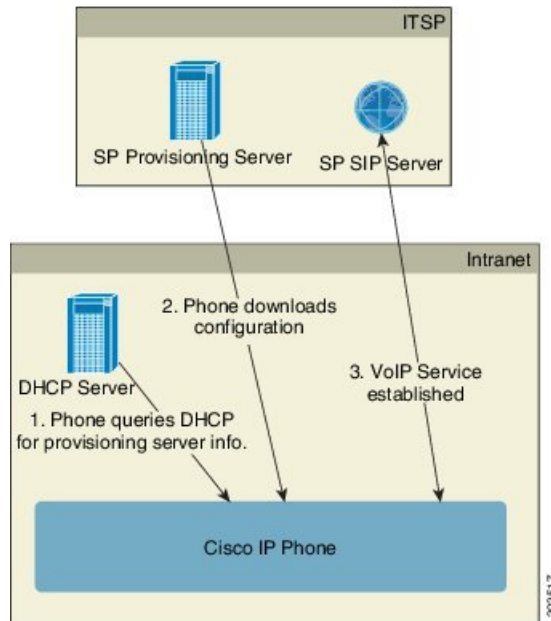 ITSP
SP Provisioning Server
SP SIP Server
Intranet
2. Phone downloads
configuration
DHCP Server
3. VoIP Service
established
1. Phone queries DHCP
for provisioning server info.
Cisco IP Phone